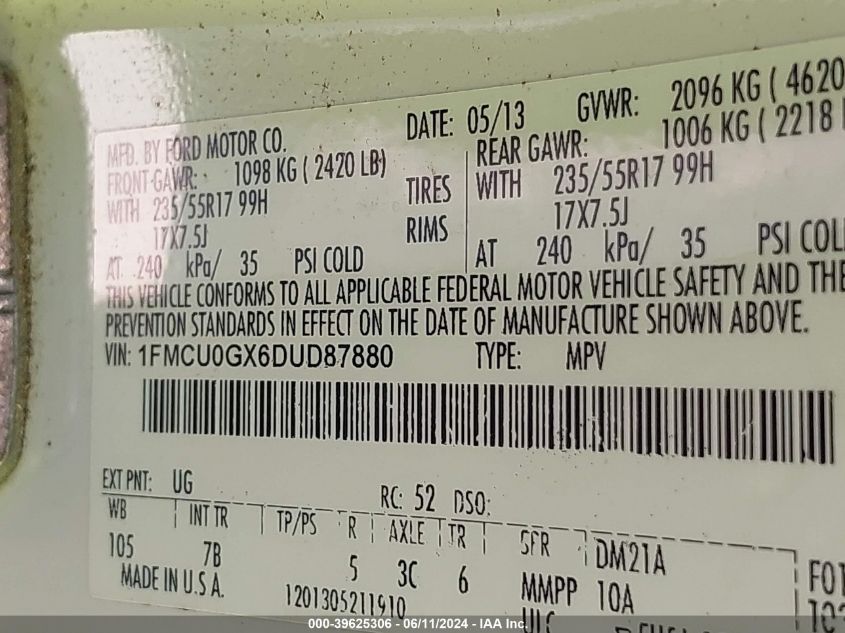 DATE: 05/13 GVWR: 2096 KG ( 4620
MFD. BY FORD MOTOR CO.
FRONT GAWR: 1098 KG ( 2420 LB) REAR GAWR: 1006 KG ( 2218
WITH 235/55R17 99H TIRES WITH 235/55R17 99H
17X7.5J RIMS 17X7.5J
AT 240 kPa/ 35 PSI COLD AT 240 kPa/ 35 PSI COL
THIS VEHICLE CONFORMS TO ALL APPLICABLE FEDERAL MOTOR VEHICLE SAFETY AND THE
PREVENTION STANDARDS IN EFFECT ON THE DATE OF MANUFACTURE SHOWN ABOVE.
VIN: 1FMCU0GX6DUD87880 TYPE: MPV
EXT PNT: UG RC: 52 DSO:
WB INT TR TP/PS R AXLE TR SFR DM21A
105 7B 5 3C 6 MMPP 10A F01
MADE IN U.S.A. 1201305211910
000-39625306 - 06/11/2024 - IAA Inc.